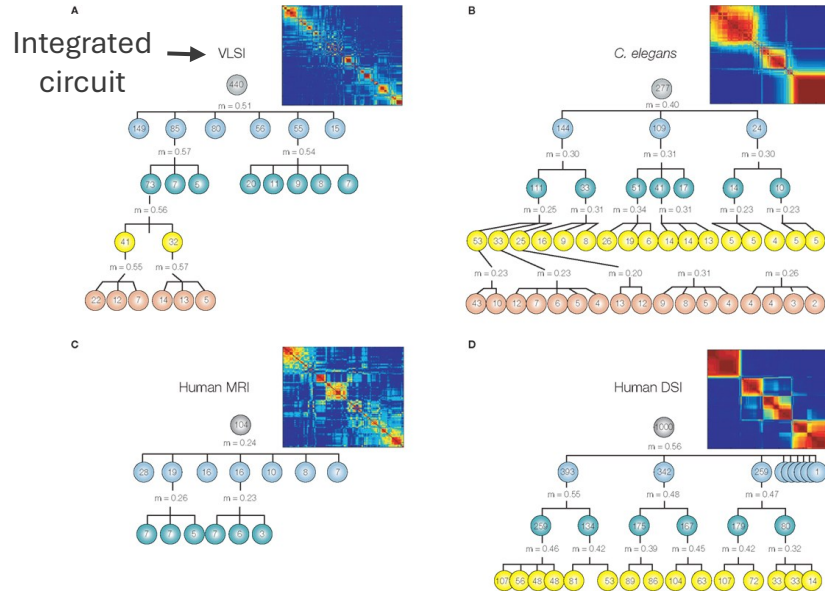 A
Integrated
circuit
VLSI
440
m = 0.51
149 85 80 56 55 15
m = 0.57 m = 0.54
73 7 5 20 11 9 8 7
m = 0.56
41 32
m = 0.55 m = 0.57
22 12 7 14 13 5
B
C. elegans
277
m = 0.40
144 109 24
m = 0.30 m = 0.31 m = 0.30
111 33 51 41 17 14 10
m = 0.25 m = 0.31 m = 0.34 m = 0.31 m = 0.23 m = 0.23
53 33 25 16 9 8 26 19 6 14 14 13 5 5 4 5 5
m = 0.23 m = 0.23 m = 0.20 m = 0.31 m = 0.26
43 10 12 7 6 5 4 13 12 9 8 5 4 4 4 3 2
C
Human MRI
104
m = 0.24
28 19 16 16 10 8 7
m = 0.26 m = 0.23
7 7 5 7 6 3
D
Human DSI
1000
m = 0.56
393 342 259 1
m = 0.55 m = 0.48 m = 0.47
134 175 167
m = 0.46 m = 0.42 m = 0.39 m = 0.45 m = 0.42 m = 0.32
107 56 48 48 81 53 89 86 104 63 107 72 33 33 14